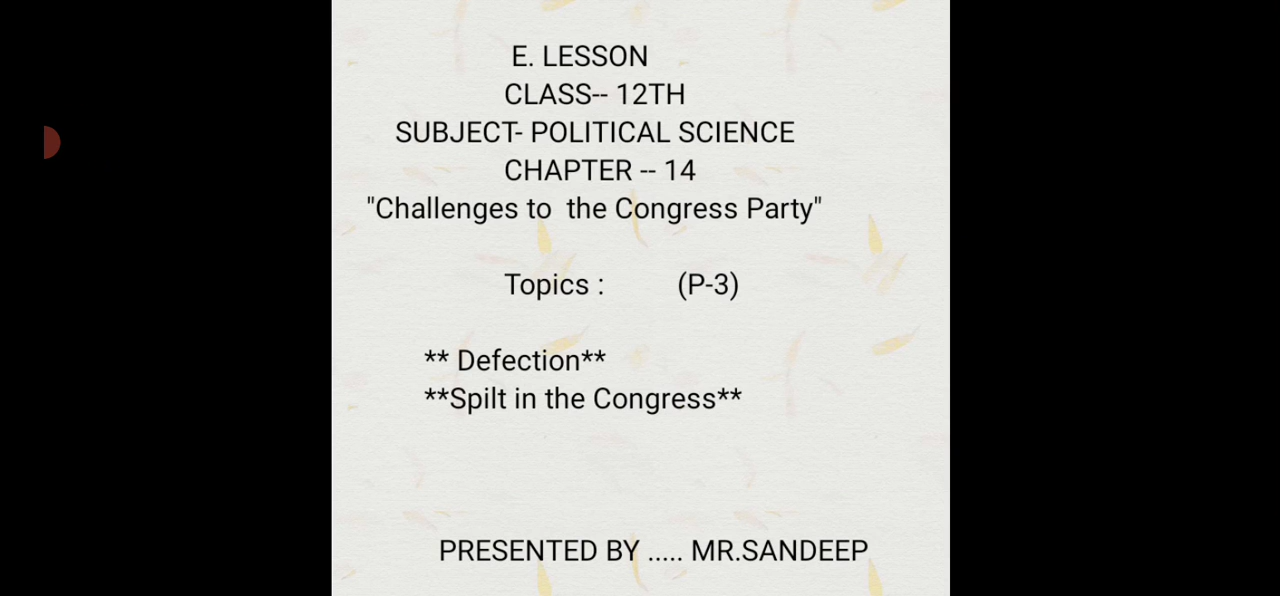 E. LESSON
CLASS-- 12TH
SUBJECT- POLITICAL SCIENCE
CHAPTER -- 14
"Challenges to  the Congress Party"
Topics :          (P-3)
** Defection**
**Spilt in the Congress**
PRESENTED BY ..... MR.SANDEEP